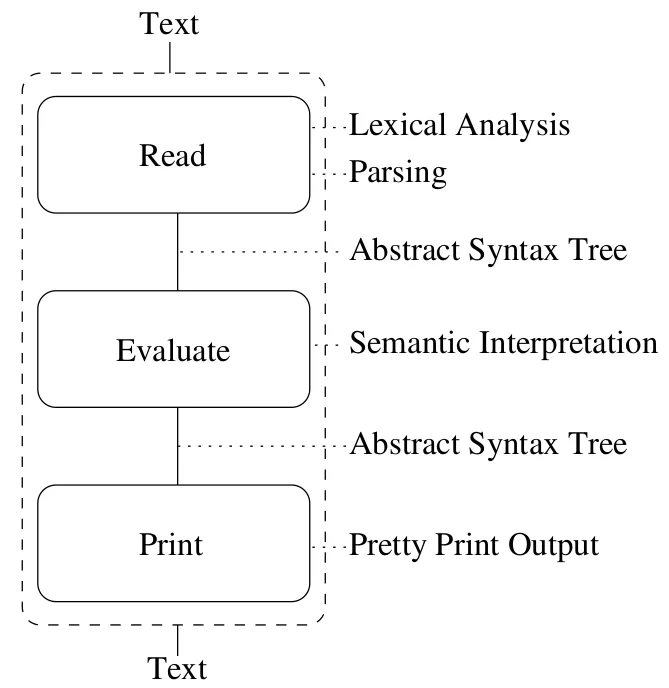 Text
Lexical Analysis
Read
Parsing
Abstract Syntax Tree
Semantic Interpretation
Evaluate
Abstract Syntax Tree
Print
Pretty Print Output
Text